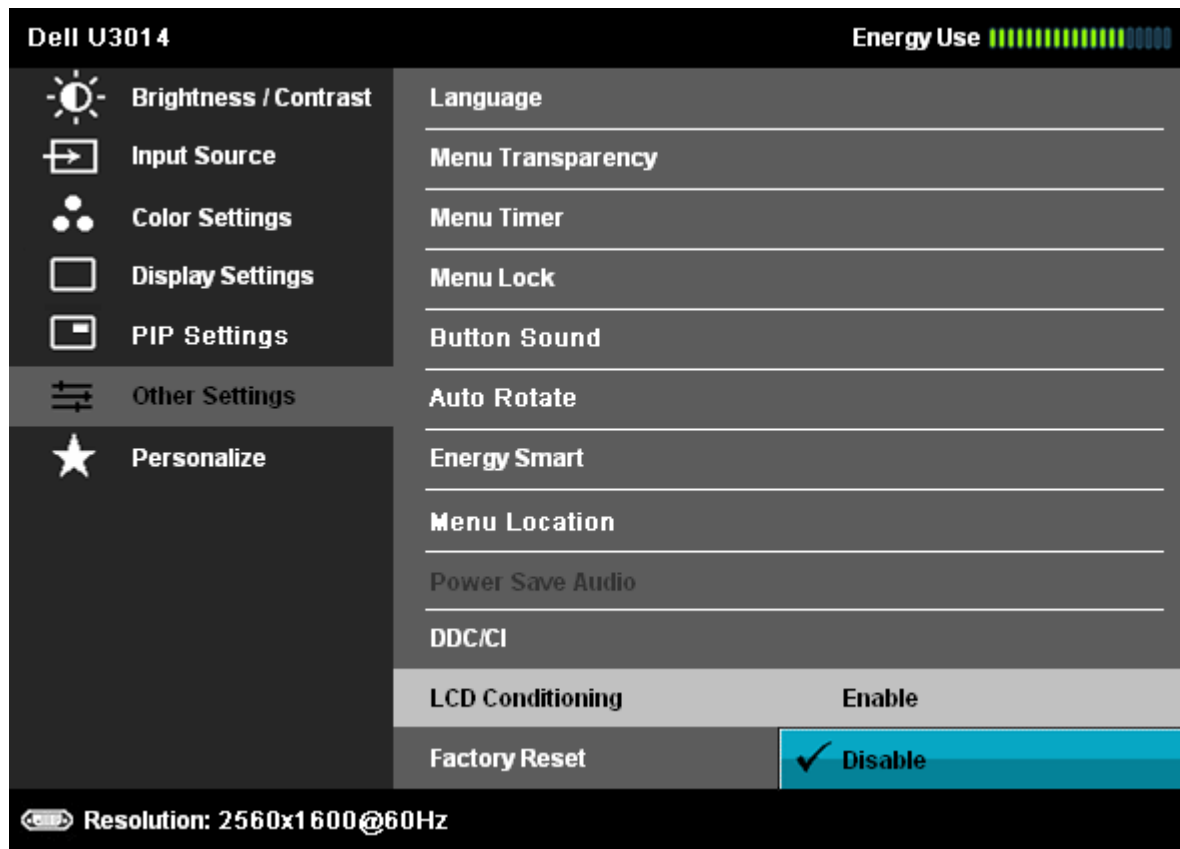 Dell U3014 Energy Use
Brightness / Contrast Language
Input Source Menu Transparency
Color Settings Menu Timer
Display Settings Menu Lock
PIP Settings Button Sound
Other Settings Auto Rotate
Personalize Energy Smart
Menu Location
Power Save Audio
DDC/CI
LCD Conditioning Enable
Factory Reset Disable
Resolution: 2560x1600@60Hz